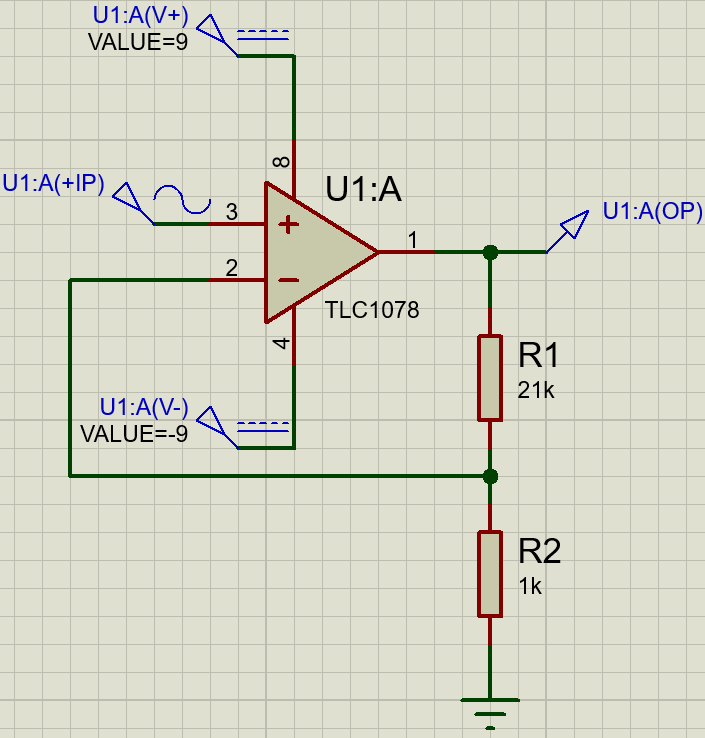 U1:A(V+)
VALUE=9
8
U1:A
U1:A(+IP)
3
1
U1:A(OP)
2
TLC1078
4
R1
21k
U1:A(V-)
VALUE=-9
R2
1k